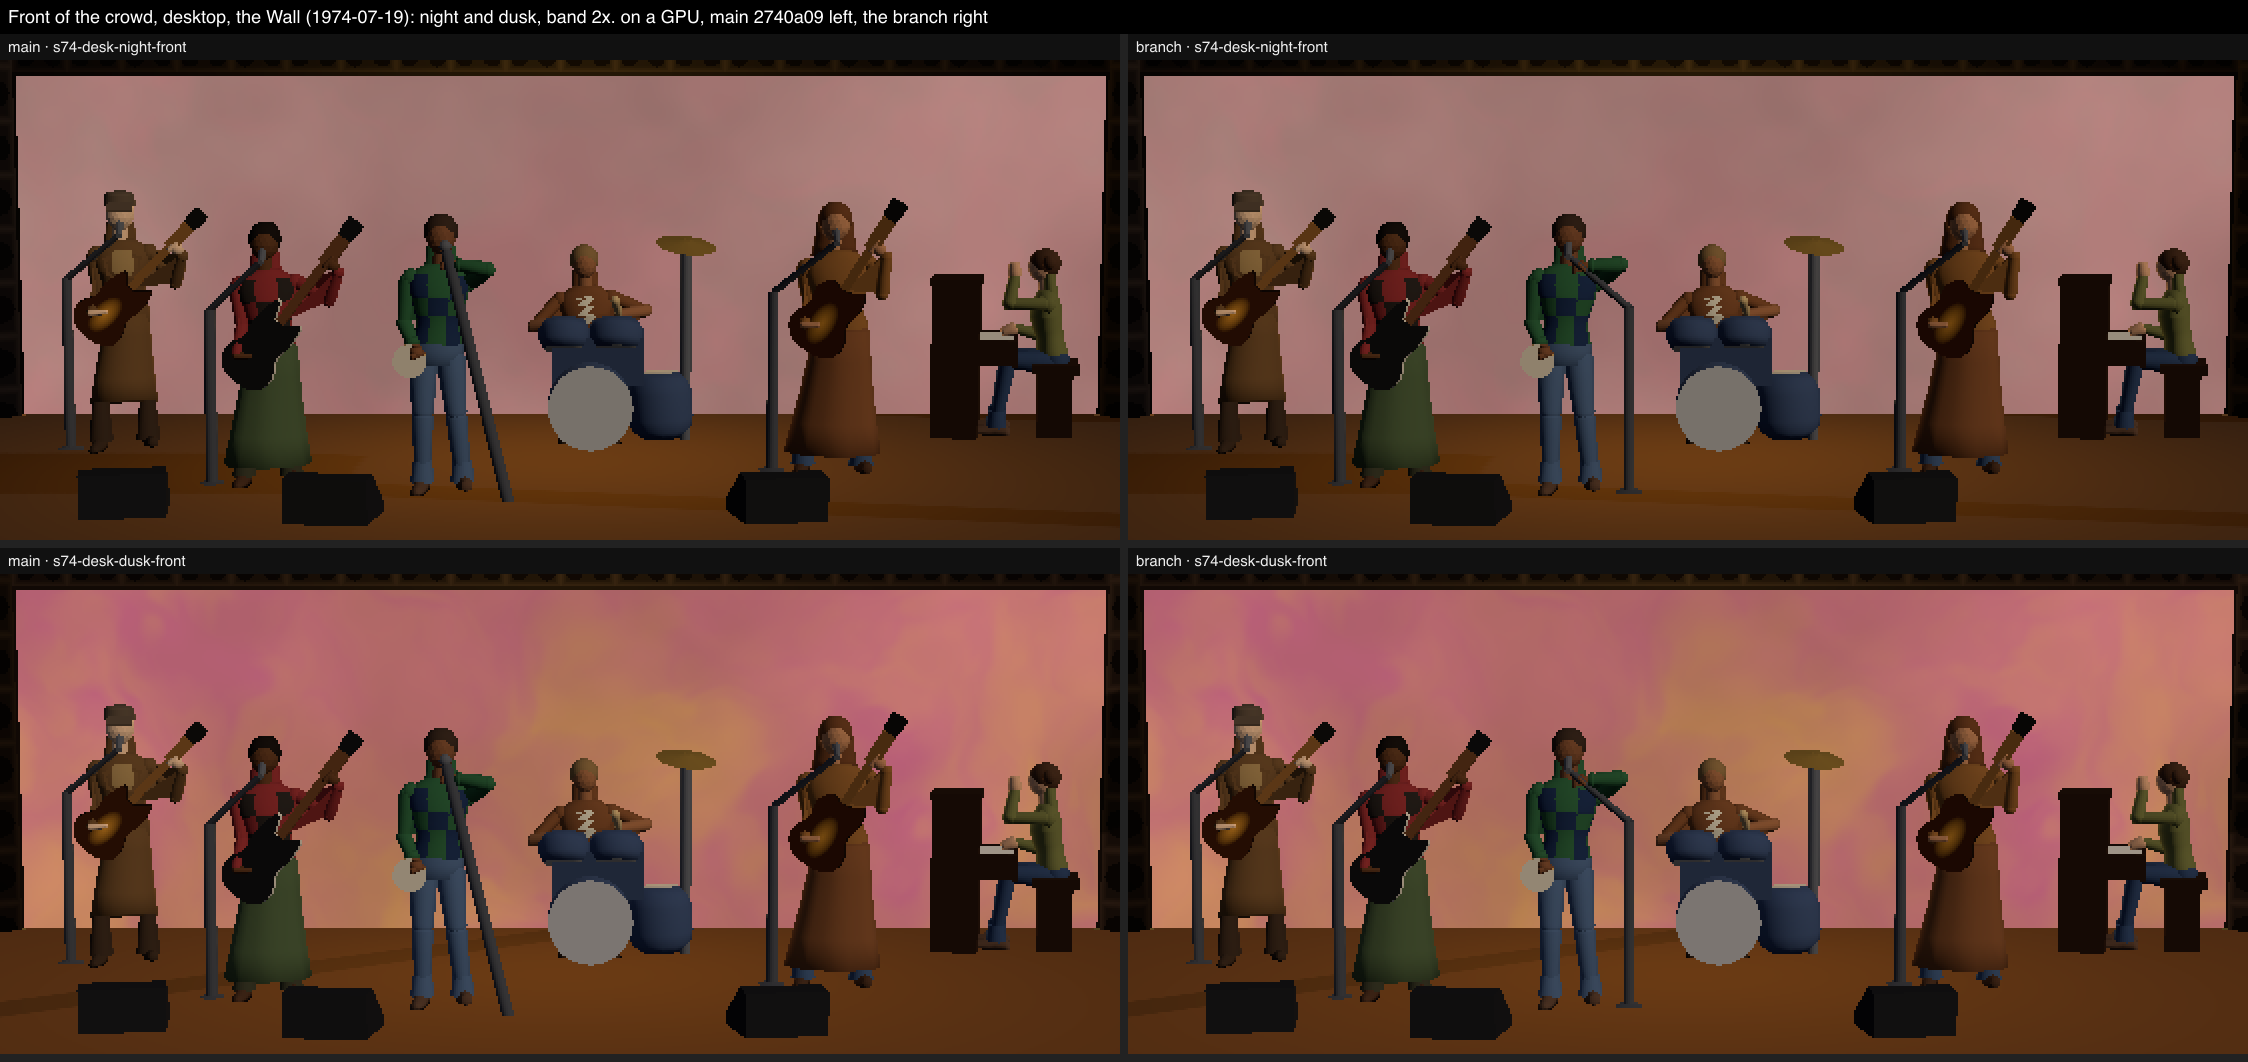 Front of the crowd, desktop, the Wall (1974-07-19): night and dusk, band 2x. on a GPU, main 2740a09 left, the branch right
main · s74-desk-night-front
branch · s74-desk-night-front
main · s74-desk-dusk-front
branch · s74-desk-dusk-front